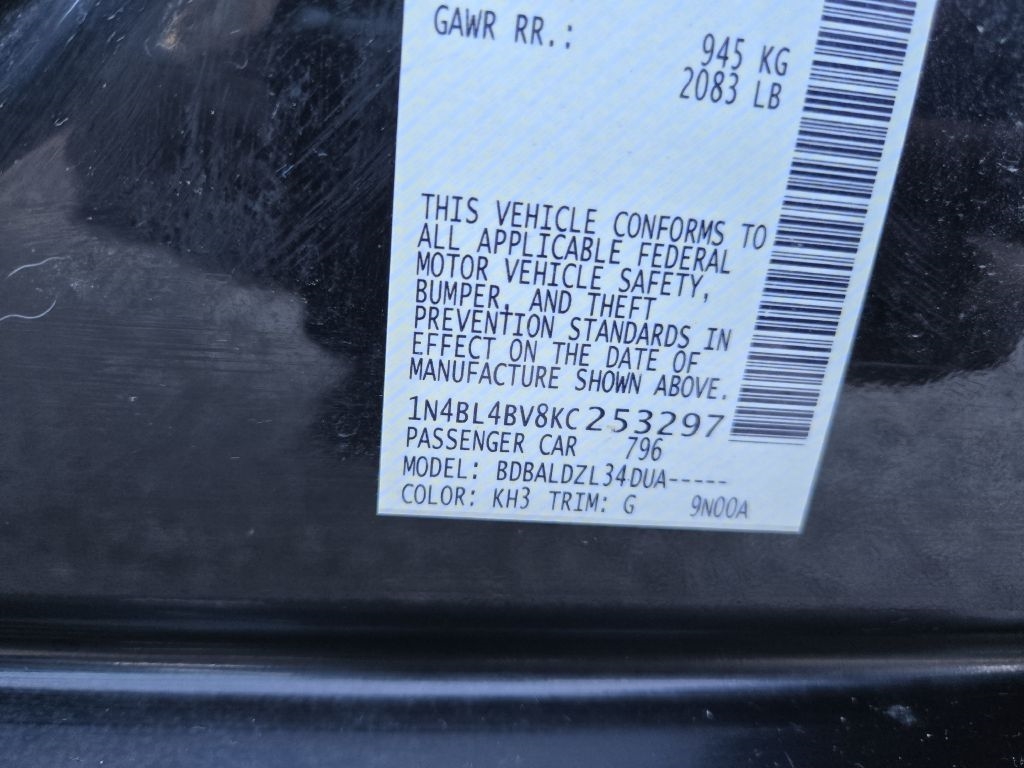 GAWR RR.: 945 KG
2083 LB
THIS VEHICLE CONFORMS TO
ALL APPLICABLE FEDERAL
MOTOR VEHICLE SAFETY,
BUMPER, AND THEFT
PREVENTION STANDARDS IN
EFFECT ON THE DATE OF
MANUFACTURE SHOWN ABOVE.
1N4BL4BV8KC253297
PASSENGER CAR 796
MODEL: BDBALDZL34DUA-----
COLOR: KH3 TRIM: G 9N00A